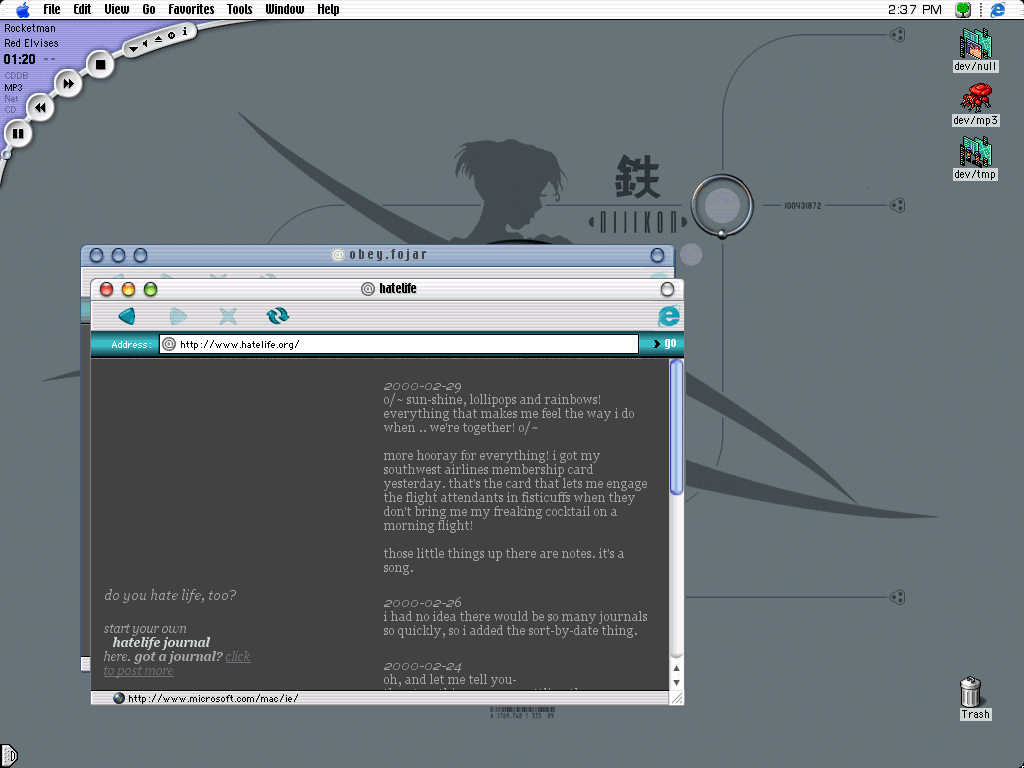 File Edit View Go Favorites Tools Window Help
2:37 PM
Rocketman
Red Elvises
01:20 --
CDDB
MP3
Net
CD
dev/null
dev/mp3
dev/tmp
鉄
NIJIKON
100431872
@ obey.fojar
@ hatelife
Address: @ http://www.hatelife.org/ go
2000-02-29
o/~ sun-shine, lollipops and rainbows!
everything that makes me feel the way i do
when .. we're together! o/~
more hooray for everything! i got my
southwest airlines membership card
yesterday. that's the card that lets me engage
the flight attendants in fisticuffs when they
don't bring me my freaking cocktail on a
morning flight!
those little things up there are notes. it's a
song.
2000-02-26
i had no idea there would be so many journals
so quickly, so i added the sort-by-date thing.
2000-02-24
oh, and let me tell you-
do you hate life, too?
start your own
hatelife journal
here. got a journal? click
to post more
http://www.microsoft.com/mac/ie/
A 1769.748 1 333 89
Trash